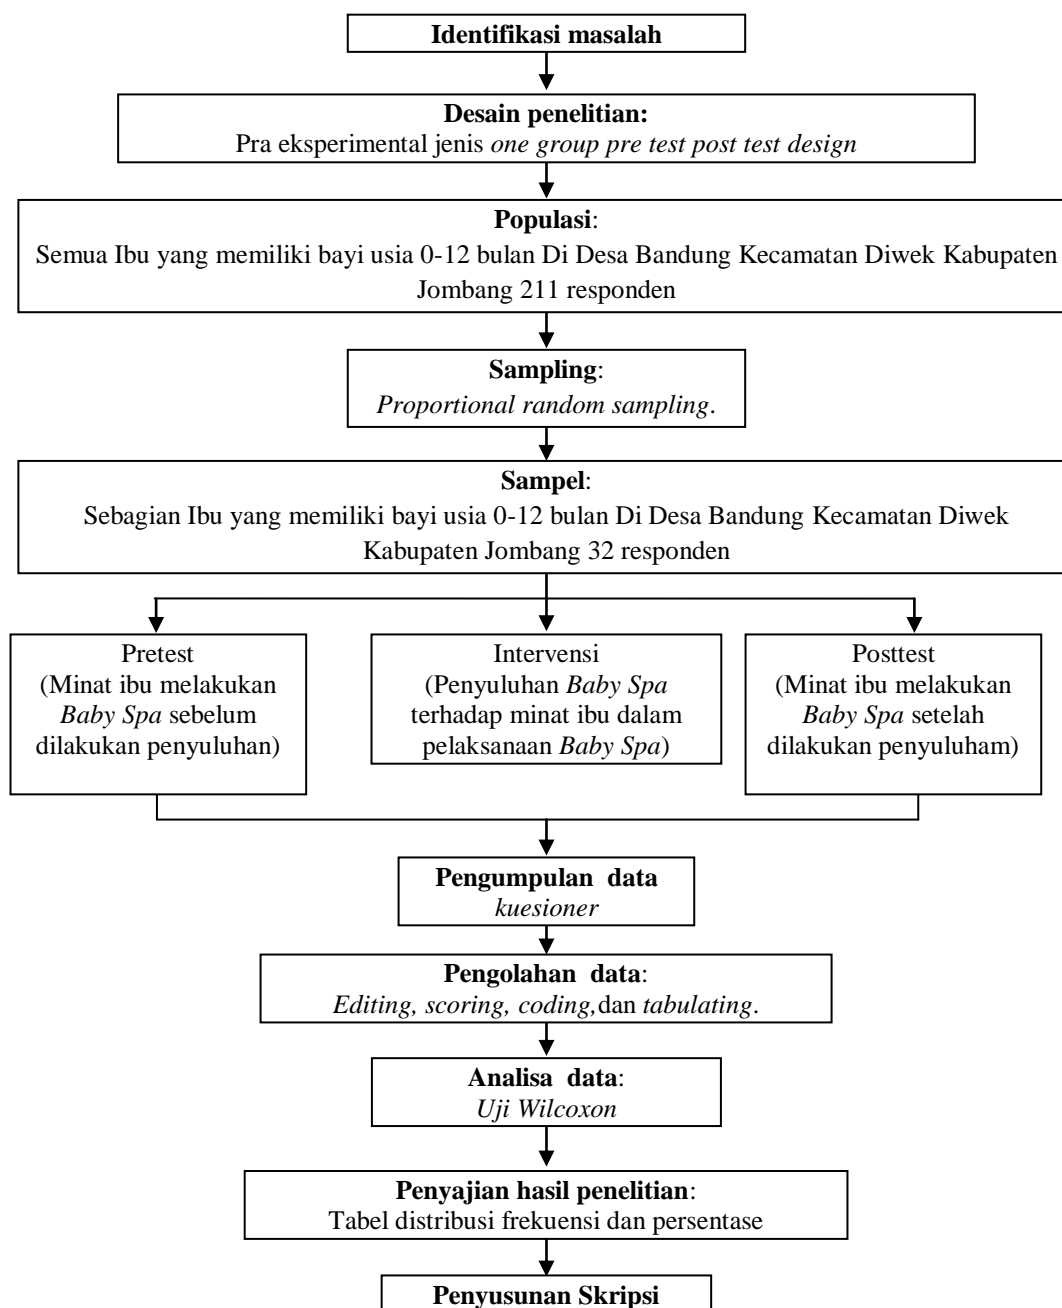 Identifikasi masalah
Desain penelitian:
Pra eksperimental jenis one group pre test post test design
Populasi:
Semua Ibu yang memiliki bayi usia 0-12 bulan Di Desa Bandung Kecamatan Diwek Kabupaten
Jombang 211 responden
Sampling:
Proportional random sampling.
Sampel:
Sebagian Ibu yang memiliki bayi usia 0-12 bulan Di Desa Bandung Kecamatan Diwek
Kabupaten Jombang 32 responden
Pretest
(Minat ibu melakukan
Baby Spa sebelum
dilakukan penyuluhan)
Intervensi
(Penyuluhan Baby Spa
terhadap minat ibu dalam
pelaksanaan Baby Spa)
Posttest
(Minat ibu melakukan
Baby Spa setelah
dilakukan penyuluham)
Pengumpulan data
kuesioner
Pengolahan data:
Editing, scoring, coding,dan tabulating.
Analisa data:
Uji Wilcoxon
Penyajian hasil penelitian:
Tabel distribusi frekuensi dan persentase
Penyusunan Skripsi